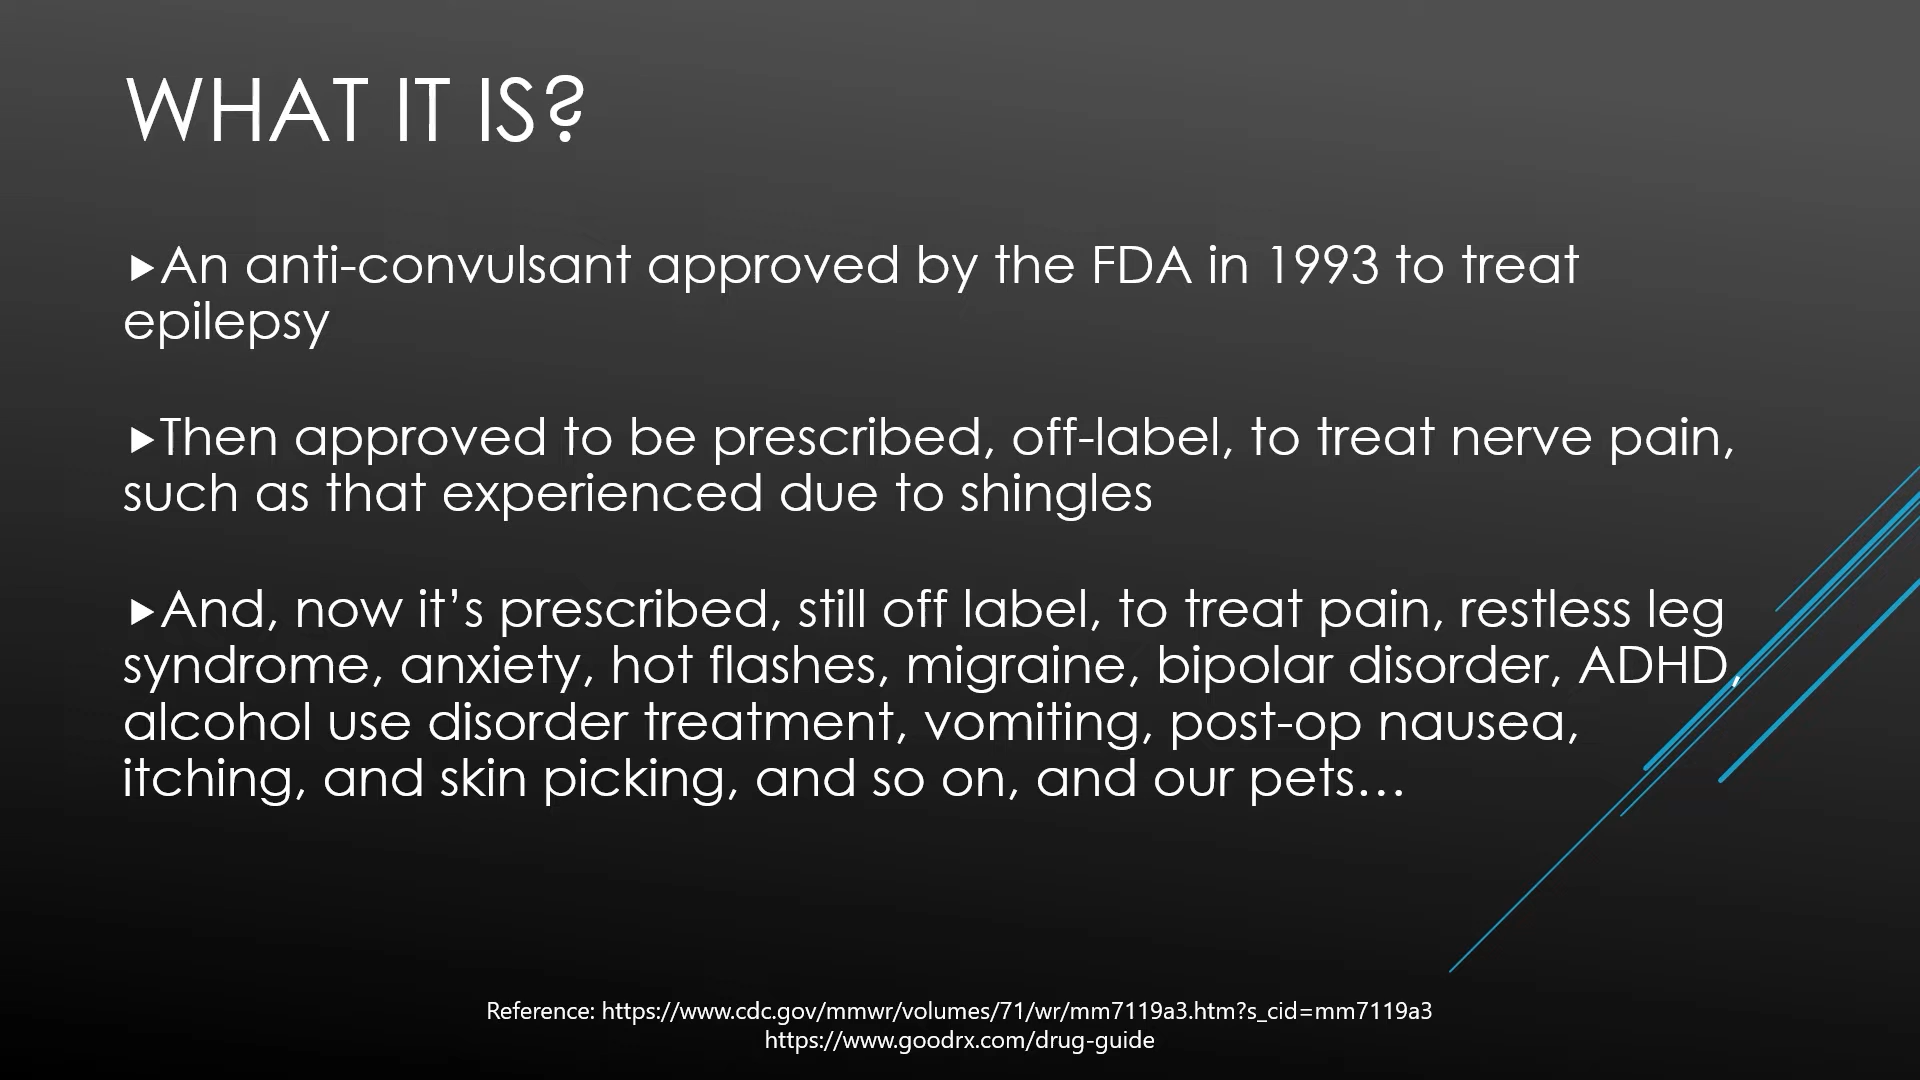 WHAT IT IS?
▶An anti-convulsant approved by the FDA in 1993 to treat
epilepsy
▶Then approved to be prescribed, off-label, to treat nerve pain,
such as that experienced due to shingles
▶And, now it’s prescribed, still off label, to treat pain, restless leg
syndrome, anxiety, hot flashes, migraine, bipolar disorder, ADHD,
alcohol use disorder treatment, vomiting, post-op nausea,
itching, and skin picking, and so on, and our pets…
Reference: https://www.cdc.gov/mmwr/volumes/71/wr/mm7119a3.htm?s_cid=mm7119a3
https://www.goodrx.com/drug-guide